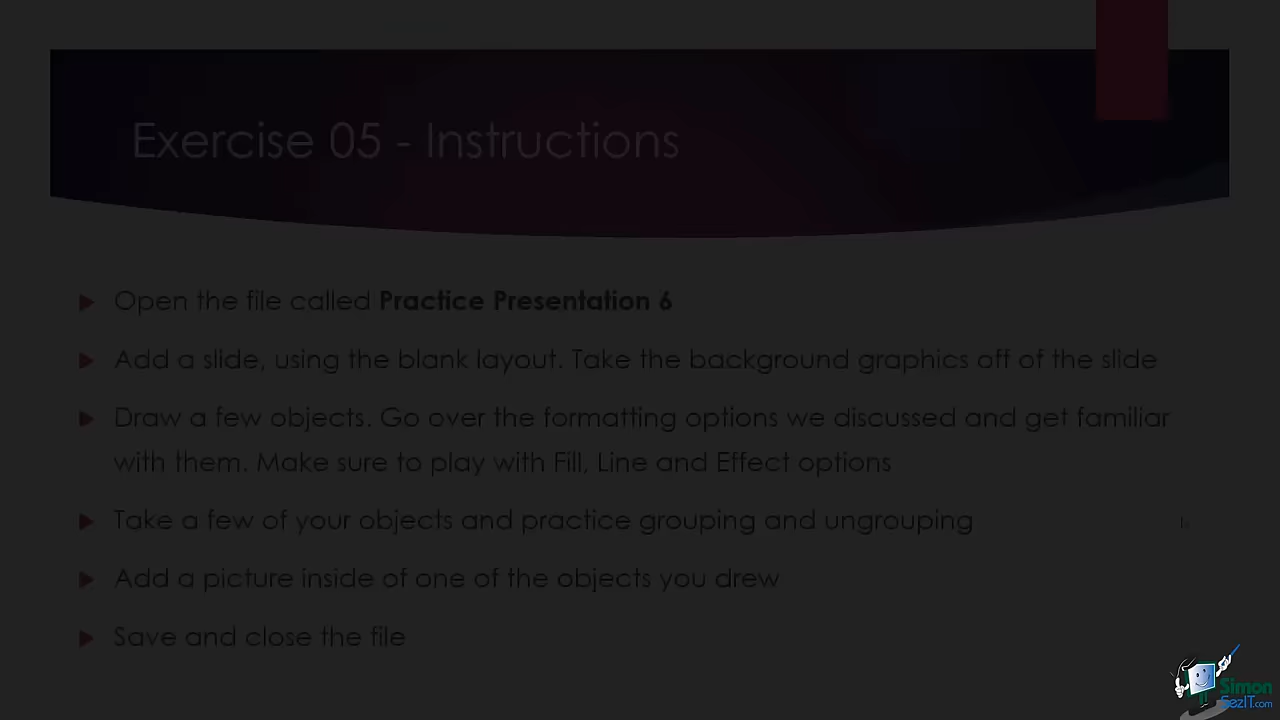 Exercise 05 - Instructions
Open the file called Practice Presentation 6
Add a slide, using the blank layout. Take the background graphics off of the slide
Draw a few objects. Go over the formatting options we discussed and get familiar
with them. Make sure to play with Fill, Line and Effect options
Take a few of your objects and practice grouping and ungrouping
Add a picture inside of one of the objects you drew
Save and close the file
Simon
SezIT.com